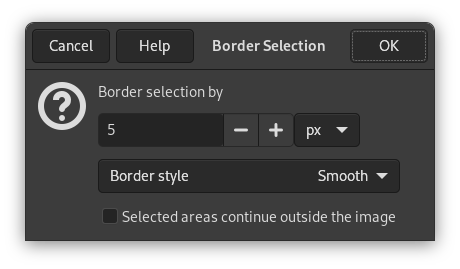 Cancel Help Border Selection OK
Border selection by
5 px
Border style Smooth
Selected areas continue outside the image